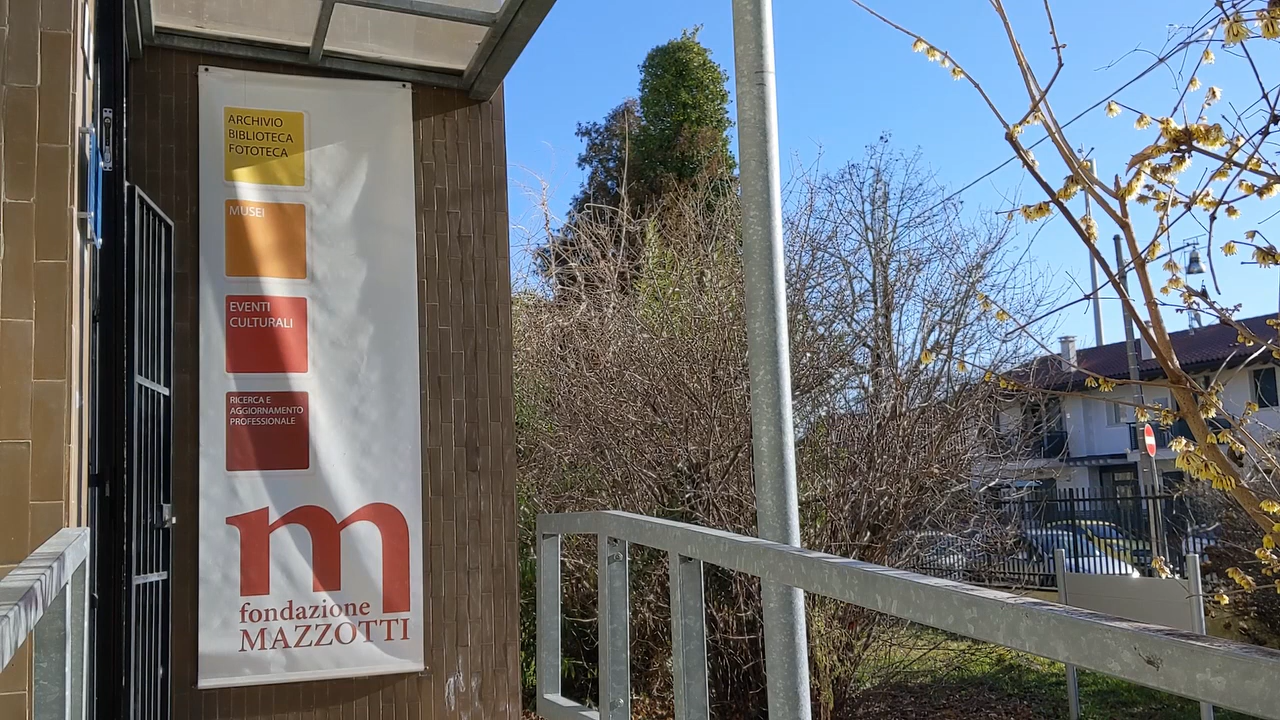 ARCHIVIO
BIBLIOTECA
FOTOTECA
MUSEI
EVENTI
CULTURALI
RICERCA E
AGGIORNAMENTO
PROFESSIONALE
m
fondazione
MAZZOTTI